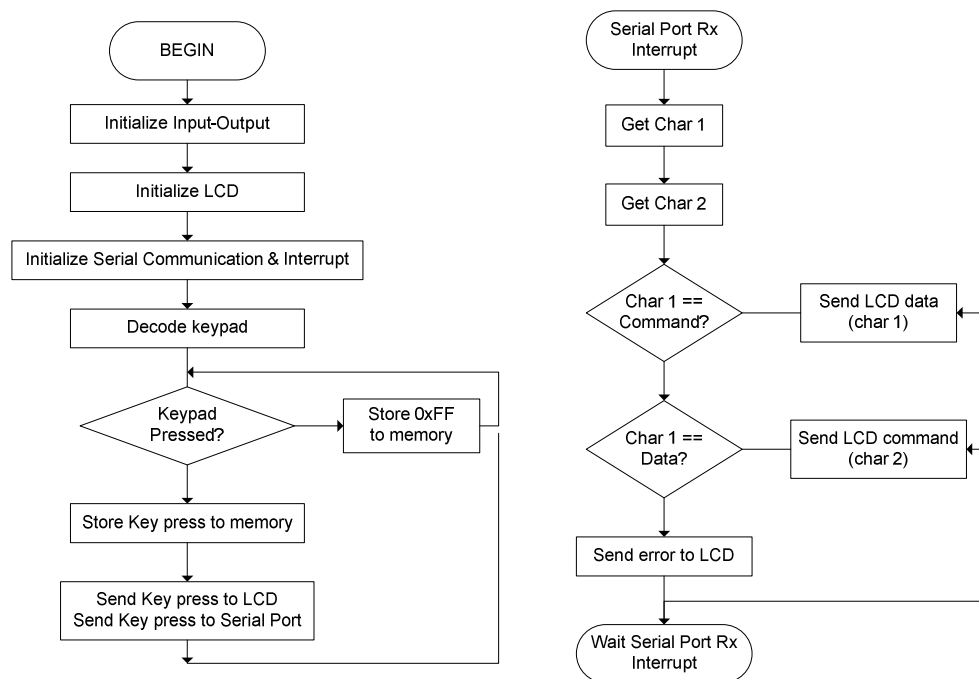 BEGIN
Initialize Input-Output
Initialize LCD
Initialize Serial Communication & Interrupt
Decode keypad
Keypad
Pressed?
Store 0xFF
to memory
Store Key press to memory
Send Key press to LCD
Send Key press to Serial Port
Serial Port Rx
Interrupt
Get Char 1
Get Char 2
Char 1 ==
Command?
Send LCD data
(char 1)
Char 1 ==
Data?
Send LCD command
(char 2)
Send error to LCD
Wait Serial Port Rx
Interrupt